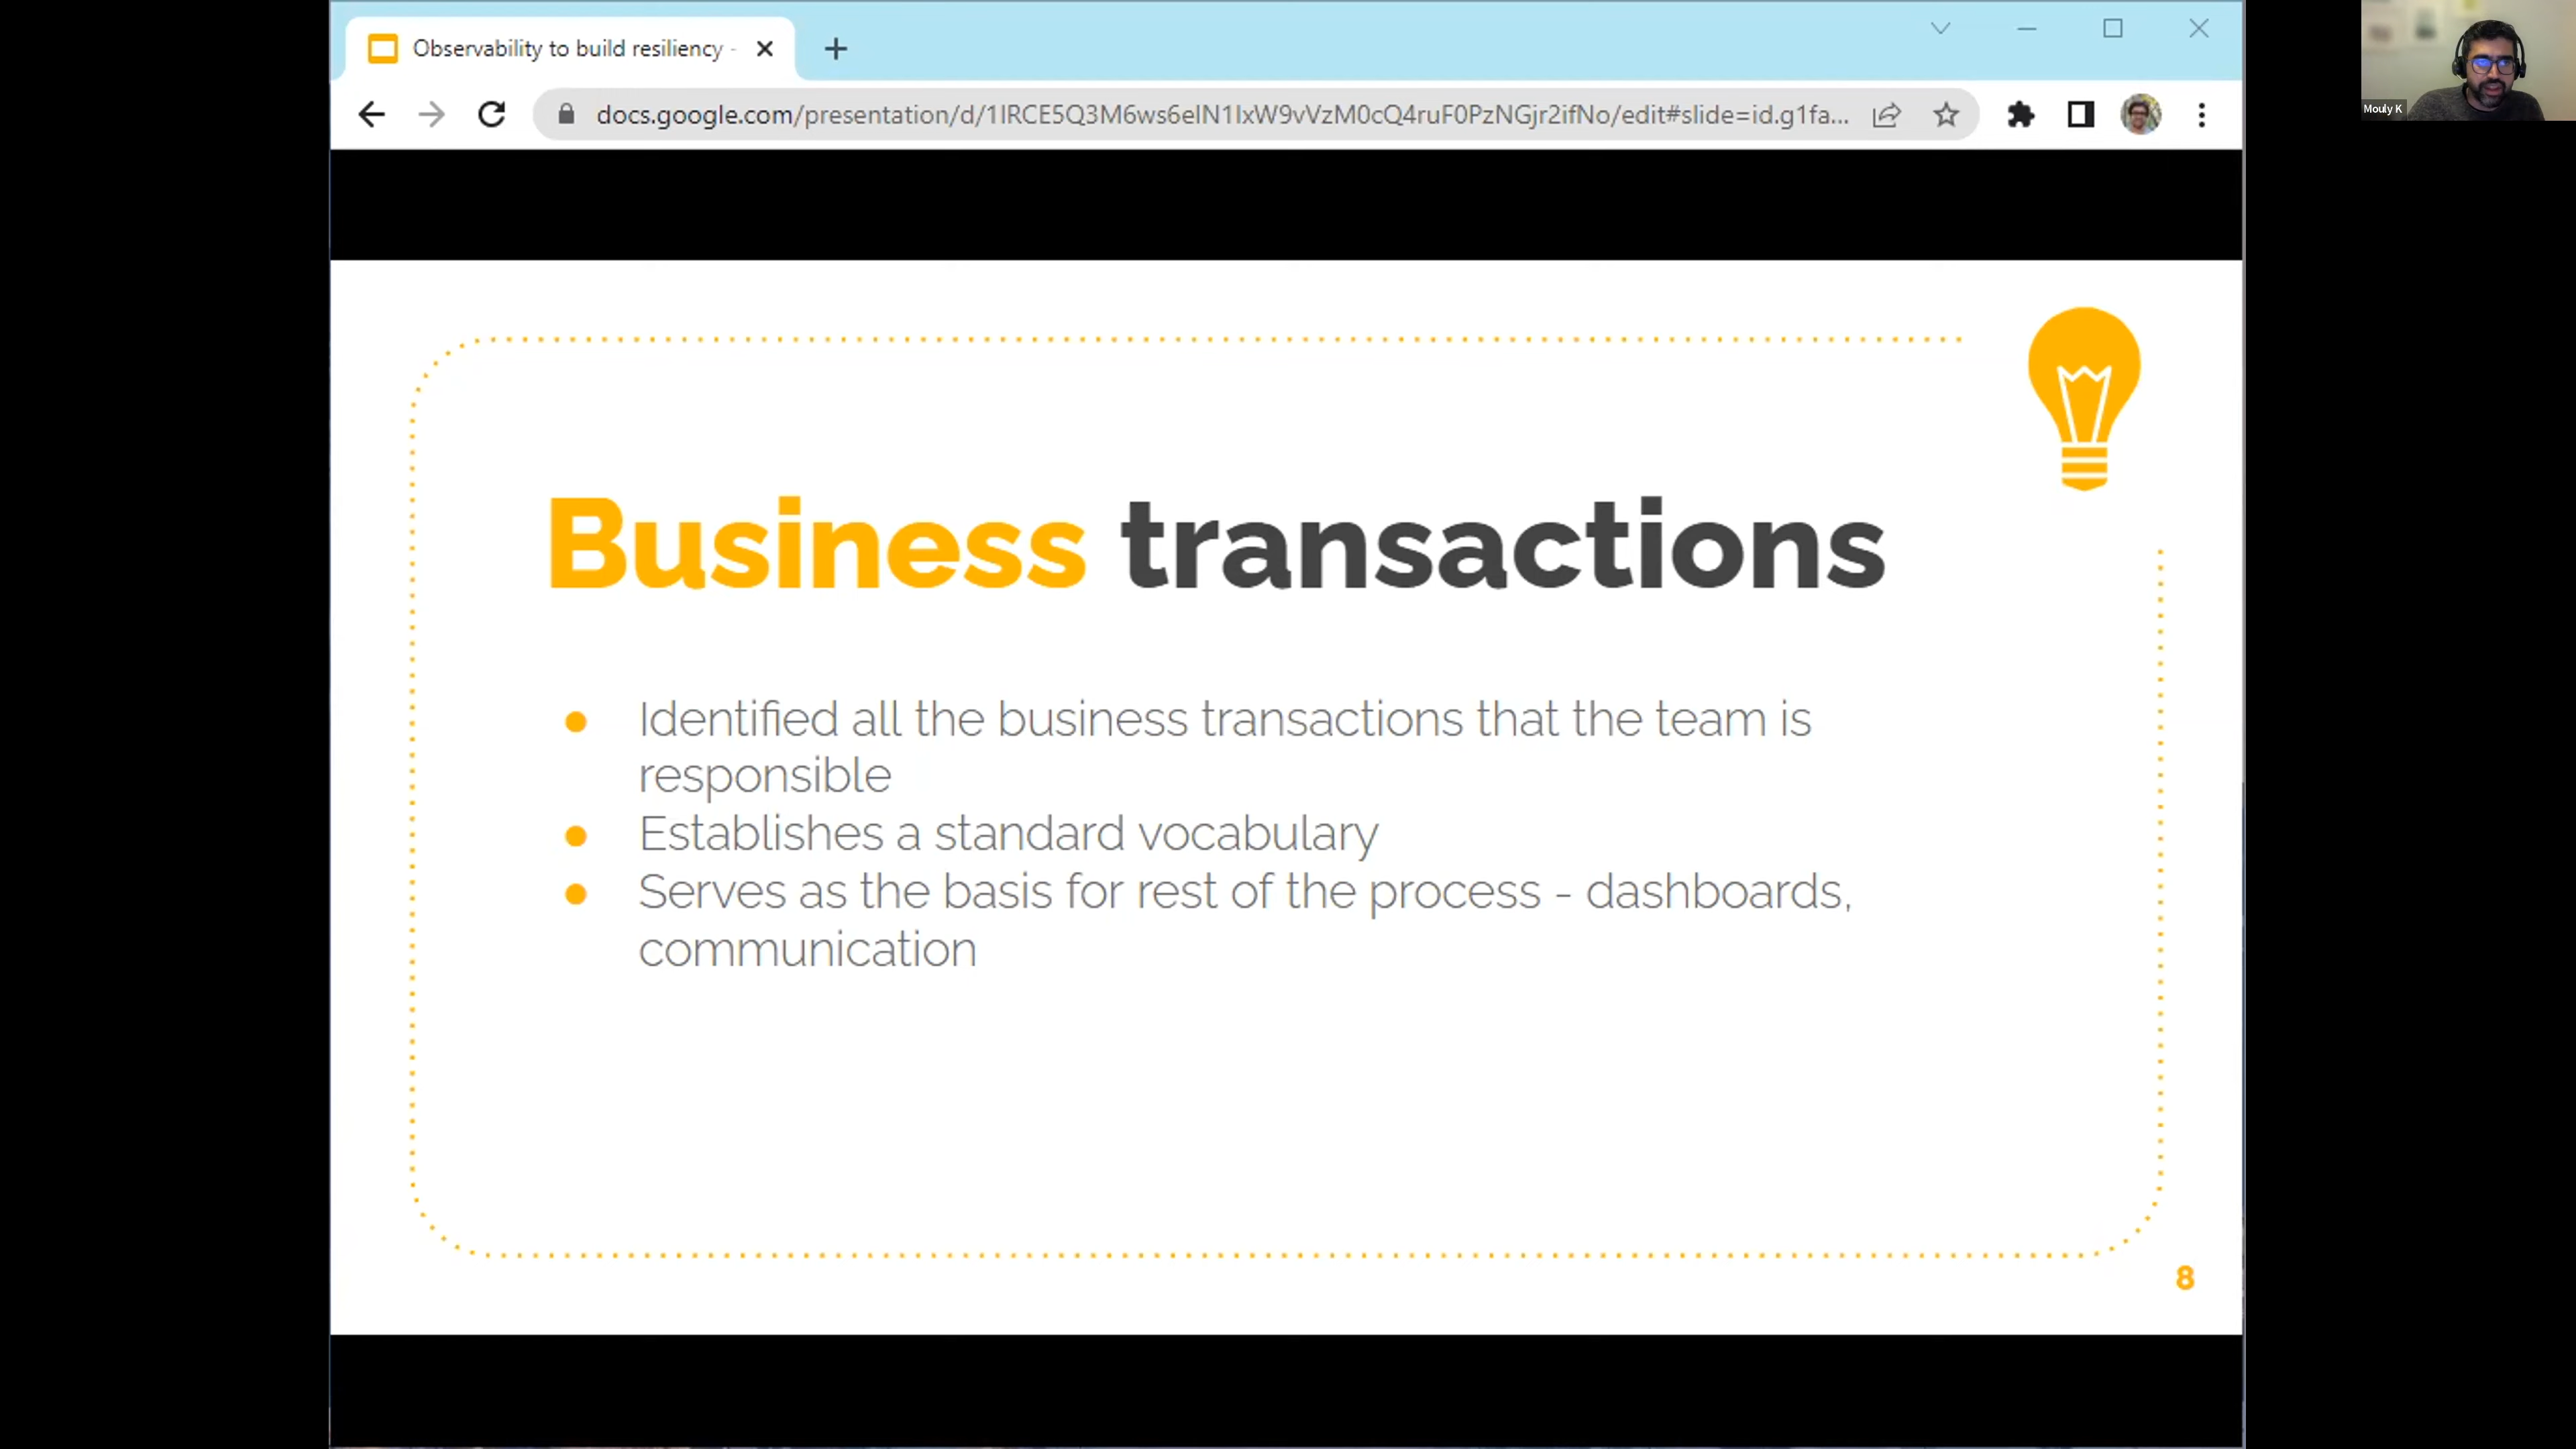 Observability to build resiliency -
docs.google.com/presentation/d/1IRCE5Q3M6ws6eIN1IxW9vVzM0cQ4ruF0PzNGjr2ifNo/edit#slide=id.g1fa...
Mouly K
Business transactions
● Identified all the business transactions that the team is
responsible
● Establishes a standard vocabulary
● Serves as the basis for rest of the process - dashboards,
communication
8